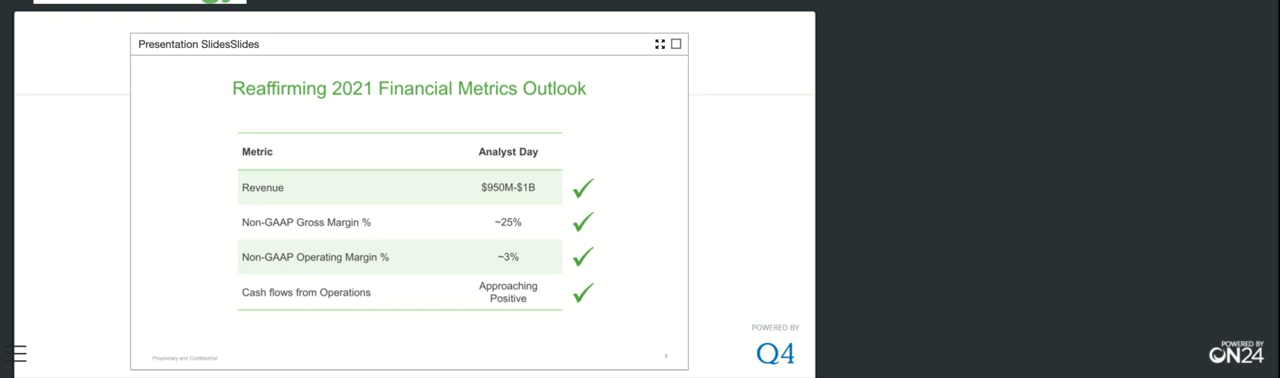 Presentation SlidesSlides
Reaffirming 2021 Financial Metrics Outlook
Metric Analyst Day
Revenue $950M-$1B
Non-GAAP Gross Margin % ~25%
Non-GAAP Operating Margin % ~3%
Cash flows from Operations Approaching Positive
Proprietary and Confidential
POWERED BY
Q4
POWERED BY
ON24